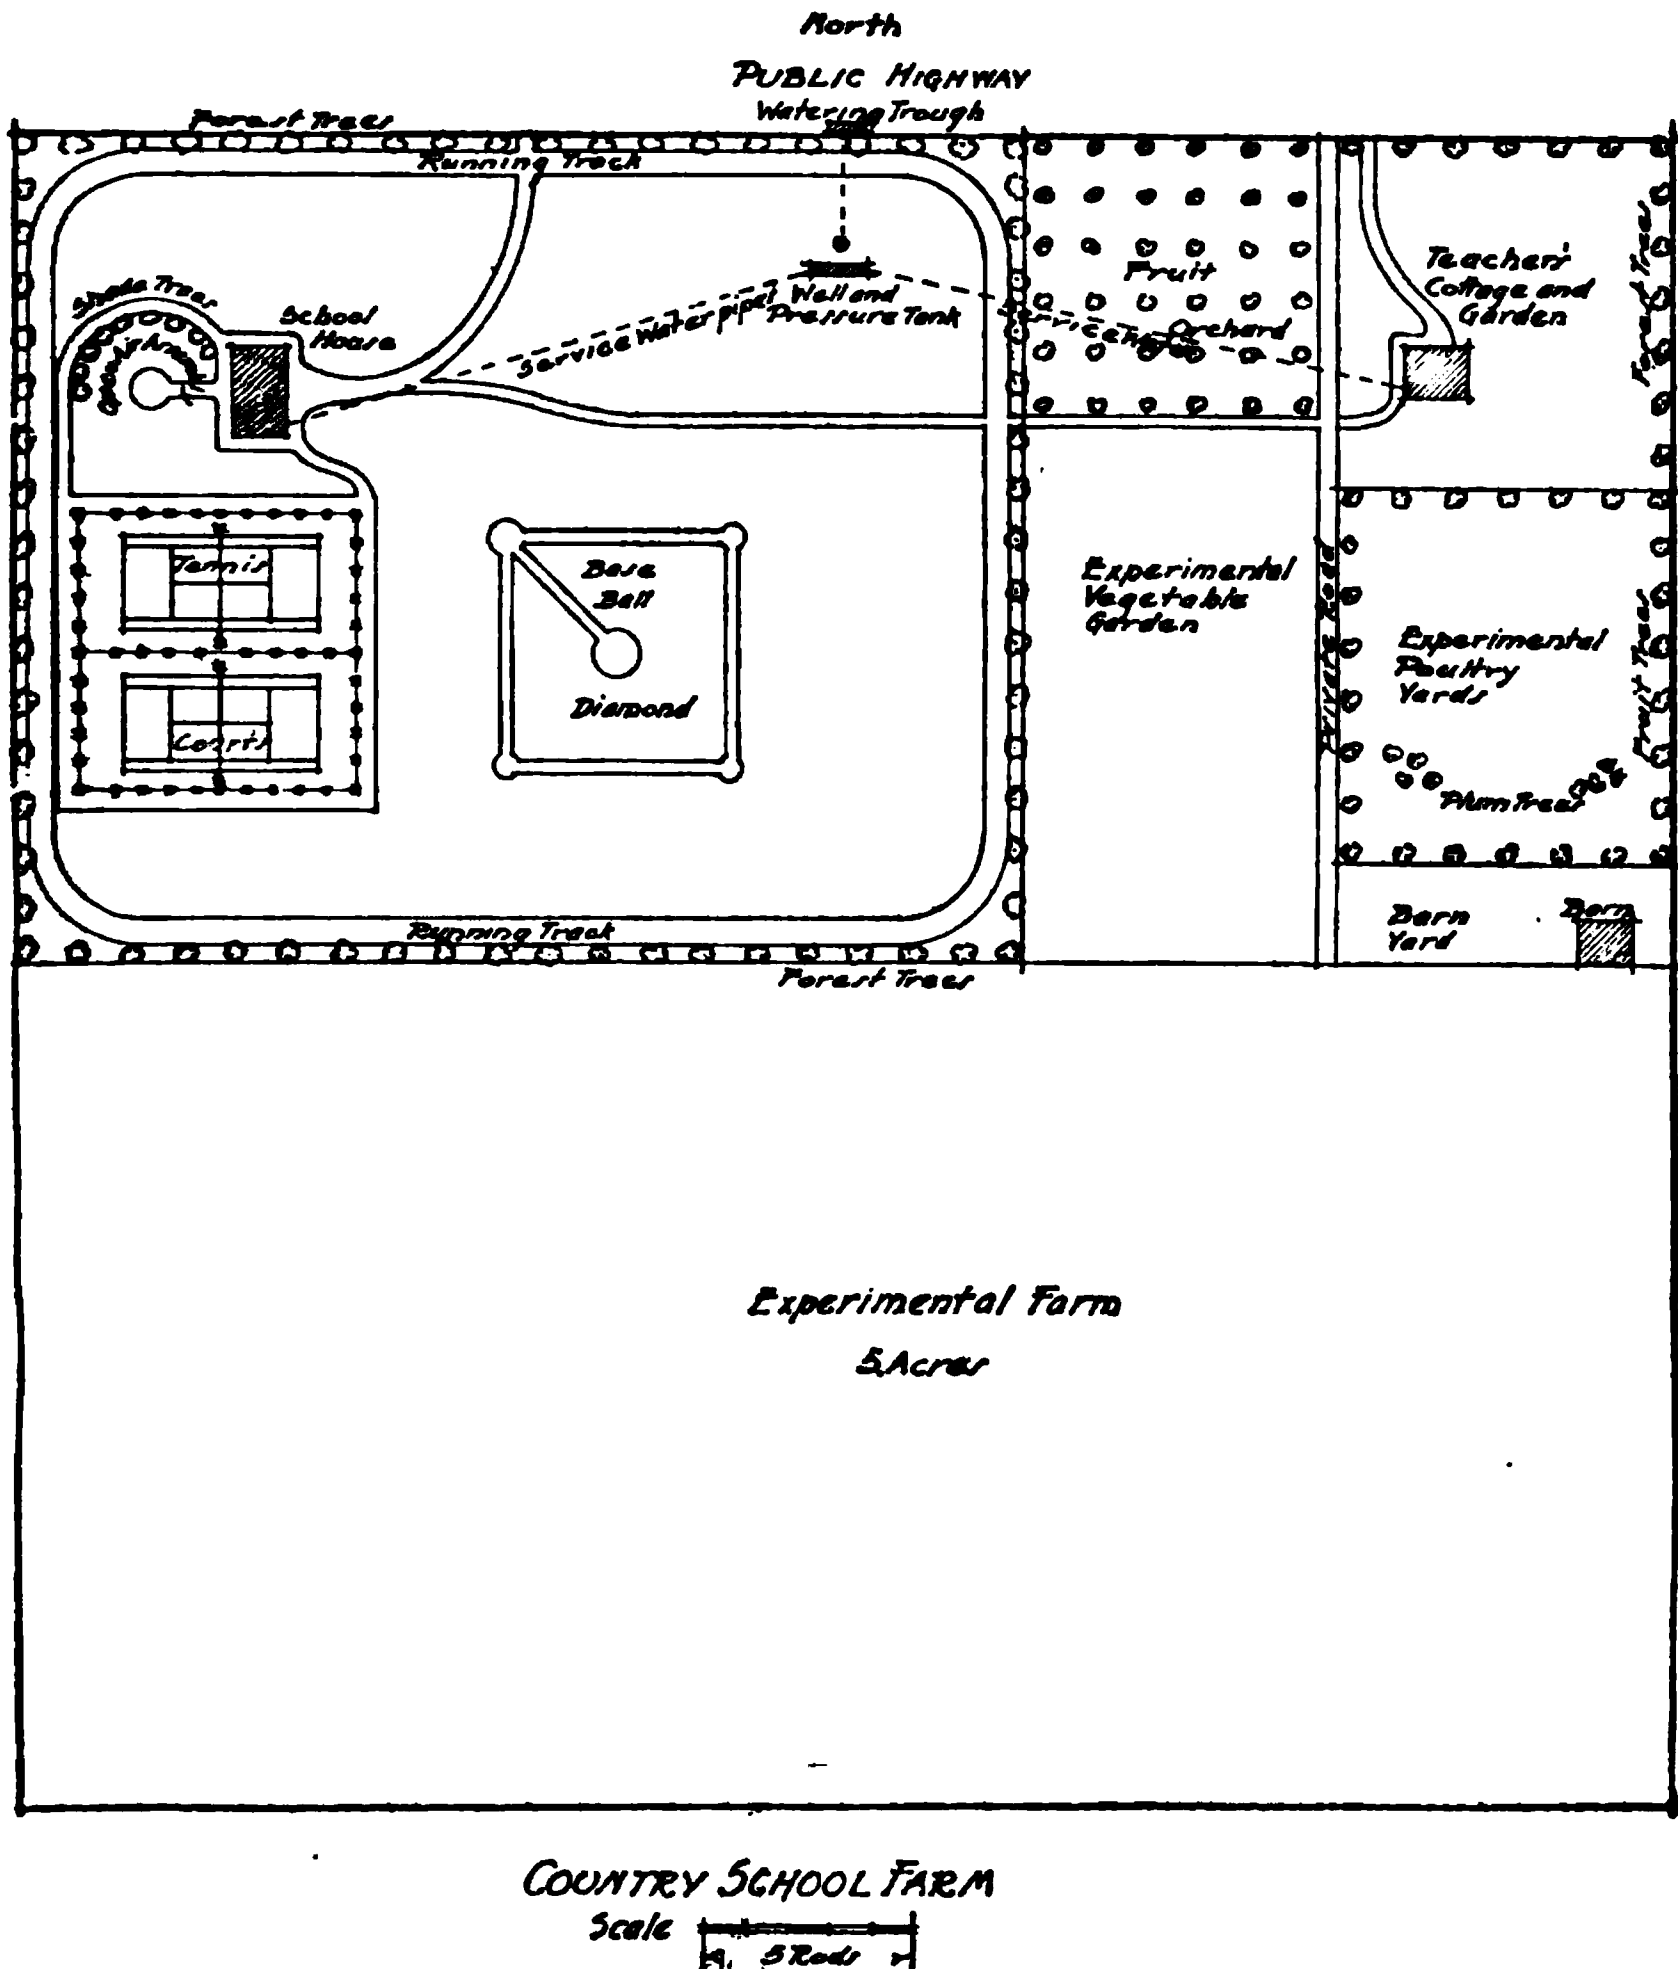 North
PUBLIC HIGHWAY
Watering Trough
Forest Trees
Running Track
Shade Trees
Open Air
School
House
Service Water pipes
Well and
Pressure Tank
Fruit
Orchard
Teachers'
Cottage and
Garden
Forest Trees
Tennis
Courts
Base
Ball
Diamond
Experimental
Vegetable
Garden
Private Road
Experimental
Poultry
Yards
Fruit Trees
Plum Trees
Barn
Yard
Barn
Running Track
Forest Trees
Experimental Farm
5 Acres
COUNTRY SCHOOL FARM
Scale
5 Rods